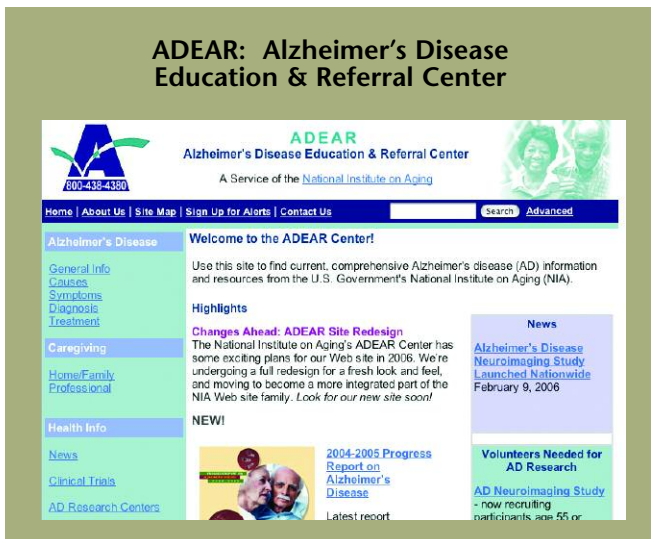 ADEAR: Alzheimer's Disease
Education & Referral Center
800-438-4380
ADEAR
Alzheimer's Disease Education & Referral Center
A Service of the National Institute on Aging
Home | About Us | Site Map | Sign Up for Alerts | Contact Us
Search Advanced
Alzheimer's Disease
General Info
Causes
Symptoms
Diagnosis
Treatment
Caregiving
Home/Family
Professional
Health Info
News
Clinical Trials
AD Research Centers
Welcome to the ADEAR Center!
Use this site to find current, comprehensive Alzheimer's disease (AD) information
and resources from the U.S. Government's National Institute on Aging (NIA).
Highlights
Changes Ahead: ADEAR Site Redesign
The National Institute on Aging's ADEAR Center has
some exciting plans for our Web site in 2006. We're
undergoing a full redesign for a fresh look and feel,
and moving to become a more integrated part of the
NIA Web site family. Look for our new site soon!
NEW!
2004-2005 Progress
Report on
Alzheimer's
Disease
Latest report
News
Alzheimer's Disease
Neuroimaging Study
Launched Nationwide
February 9, 2006
Volunteers Needed for
AD Research
AD Neuroimaging Study
- now recruiting
participants age 55 or